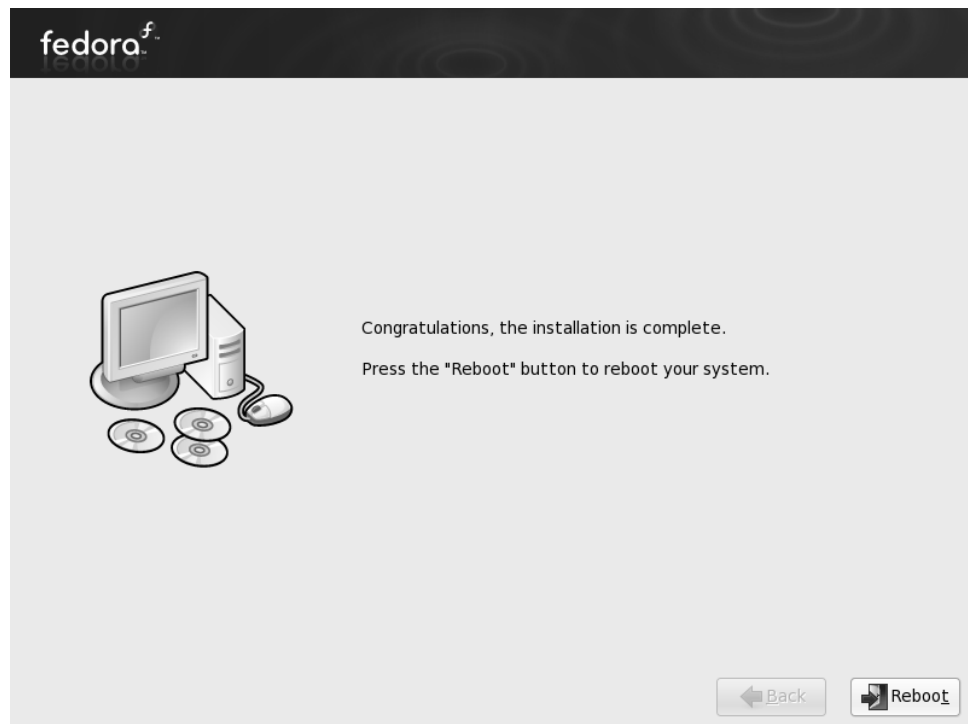 fedora
Congratulations, the installation is complete.
Press the "Reboot" button to reboot your system.
Back
Reboot